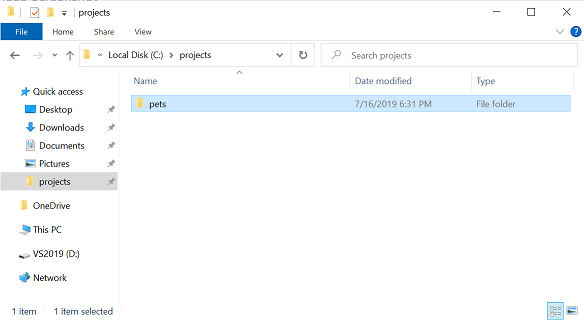 projects
File Home Share View
« Local Disk (C:) › projects Search projects
Name Date modified Type
pets 7/16/2019 6:31 PM File folder
Quick access
Desktop
Downloads
Documents
Pictures
projects
OneDrive
This PC
VS2019 (D:)
Network
1 item 1 item selected